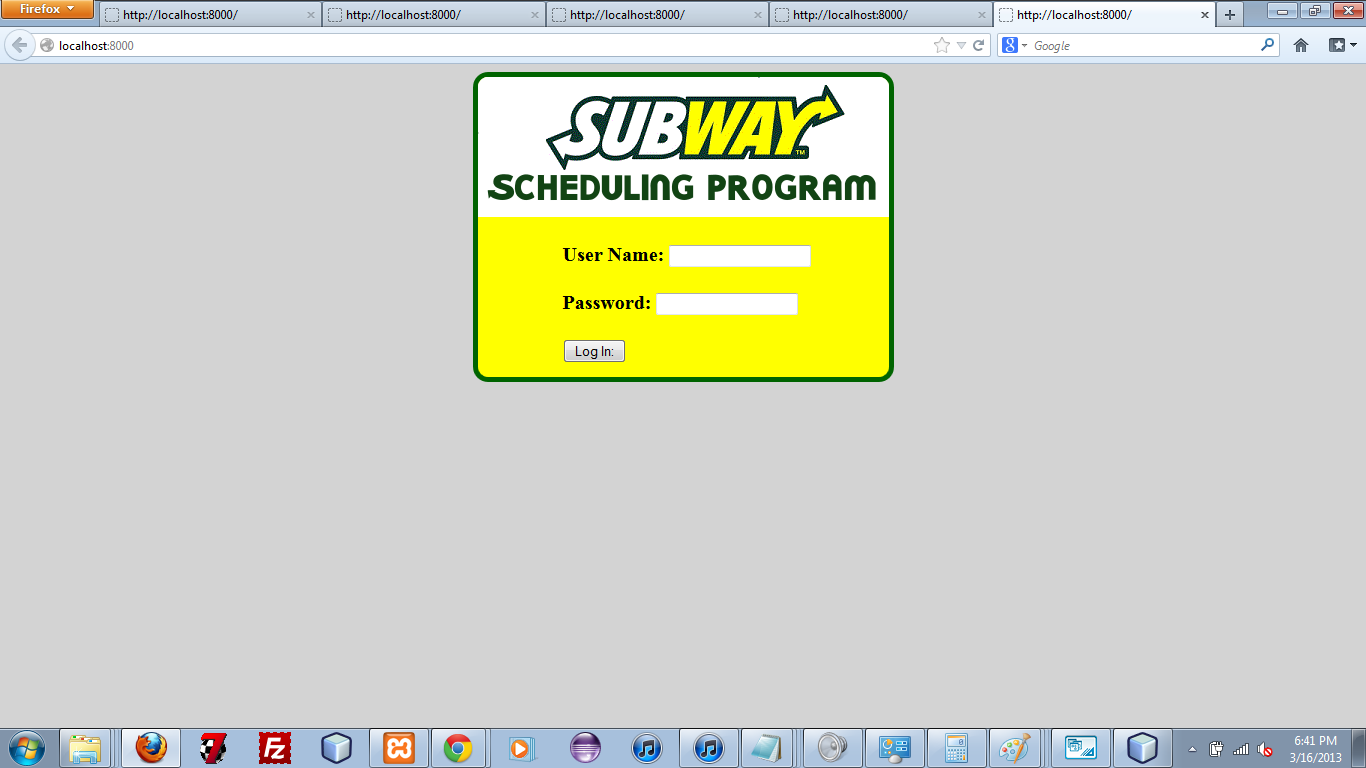 Firefox
http://localhost:8000/
http://localhost:8000/
http://localhost:8000/
http://localhost:8000/
http://localhost:8000/
localhost:8000
Google
SUBWAY™
SCHEDULING PROGRAM
User Name:
Password:
Log In:
6:41 PM
3/16/2013